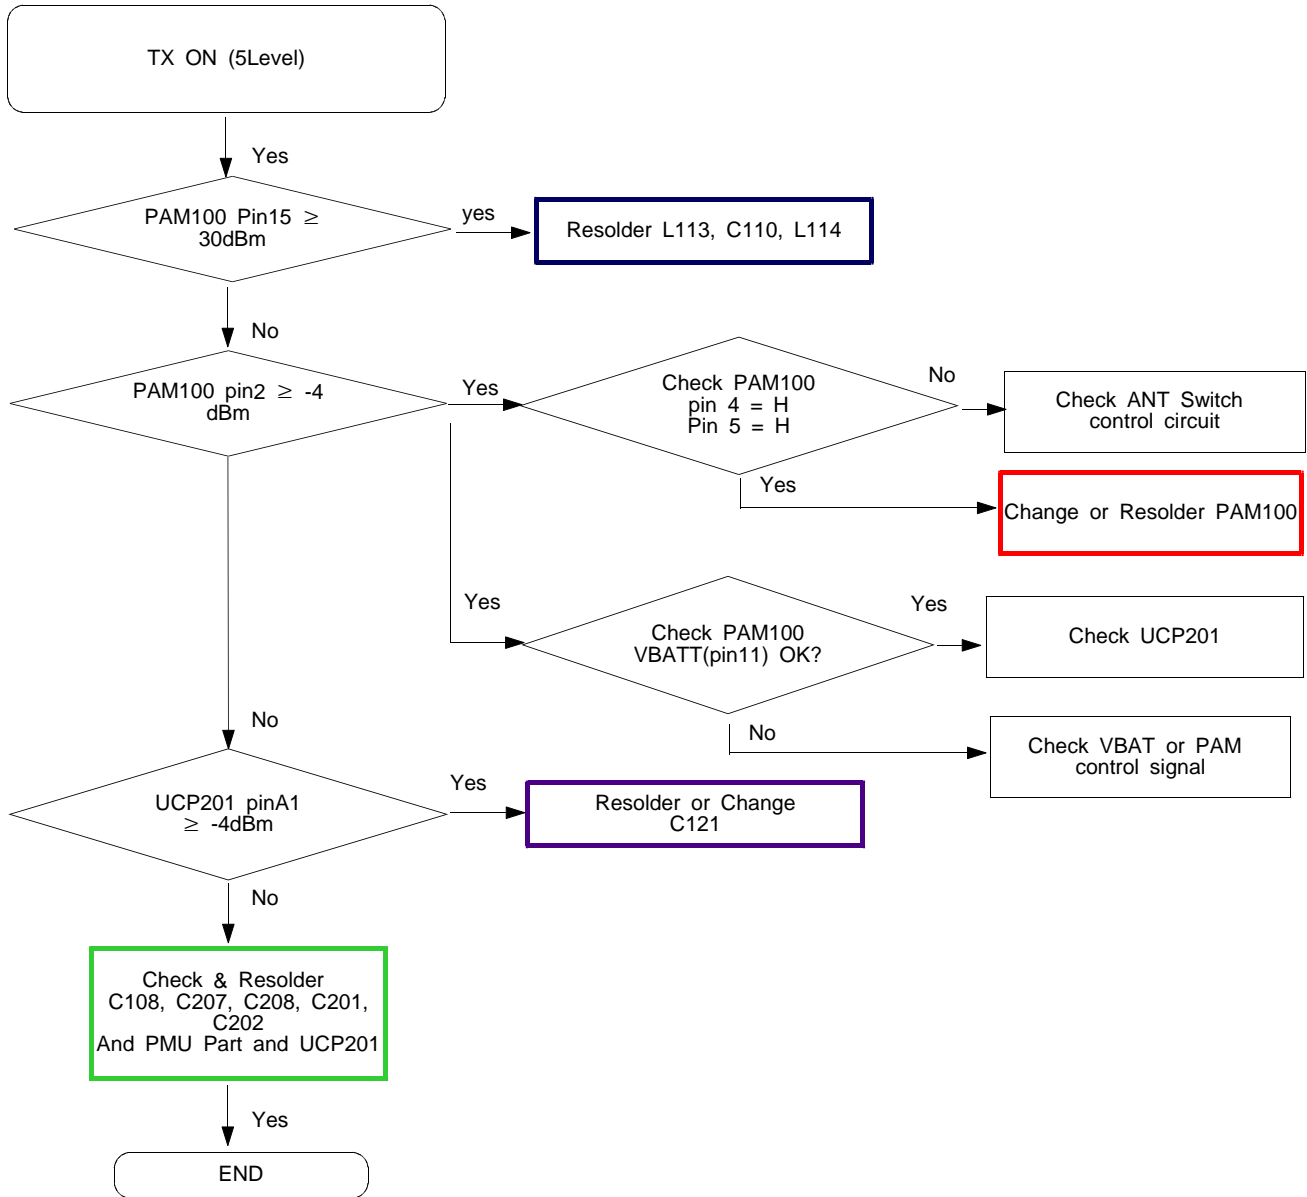 TX ON (5Level)
Yes
PAM100 Pin15 ≥
30dBm
yes
Resolder L113, C110, L114
No
PAM100 pin2 ≥ -4
dBm
Yes
Check PAM100
pin 4 = H
Pin 5 = H
No
Check ANT Switch
control circuit
Yes
Change or Resolder PAM100
Yes
Check PAM100
VBATT(pin11) OK?
Yes
Check UCP201
No
Check VBAT or PAM
control signal
No
UCP201 pinA1
≥ -4dBm
Yes
Resolder or Change
C121
No
Check & Resolder
C108, C207, C208, C201,
C202
And PMU Part and UCP201
Yes
END